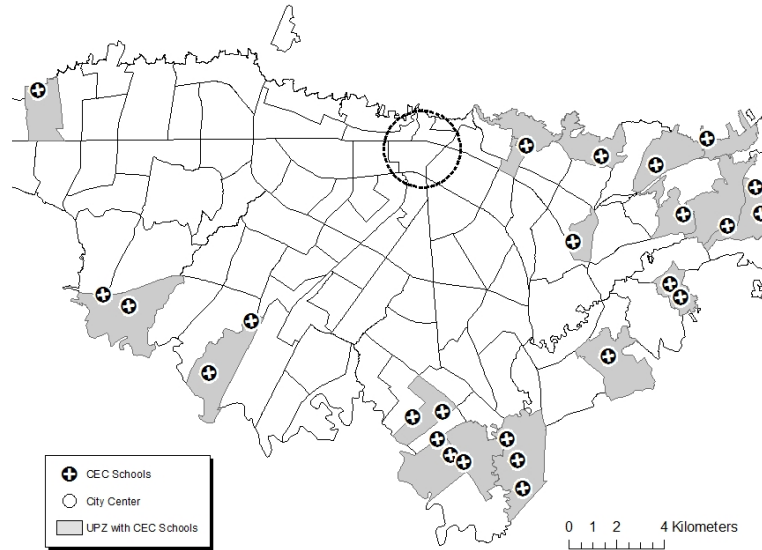 CEC Schools
City Center
UPZ with CEC Schools
0 1 2 4 Kilometers